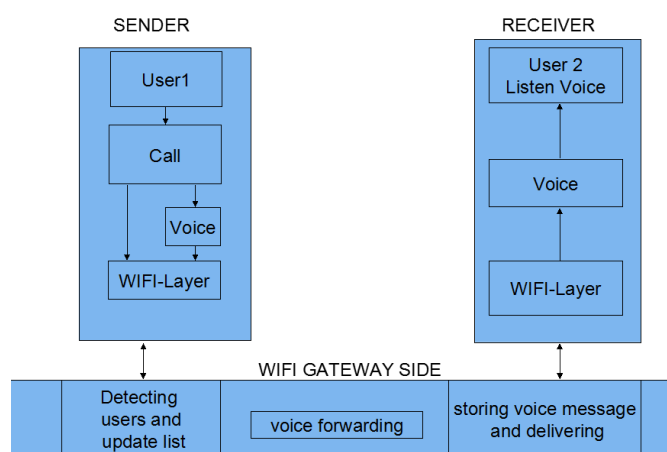 SENDER
User1
Call
Voice
WIFI-Layer
RECEIVER
User 2
Listen Voice
Voice
WIFI-Layer
WIFI GATEWAY SIDE
Detecting
users and
update list
voice forwarding
storing voice message
and delivering